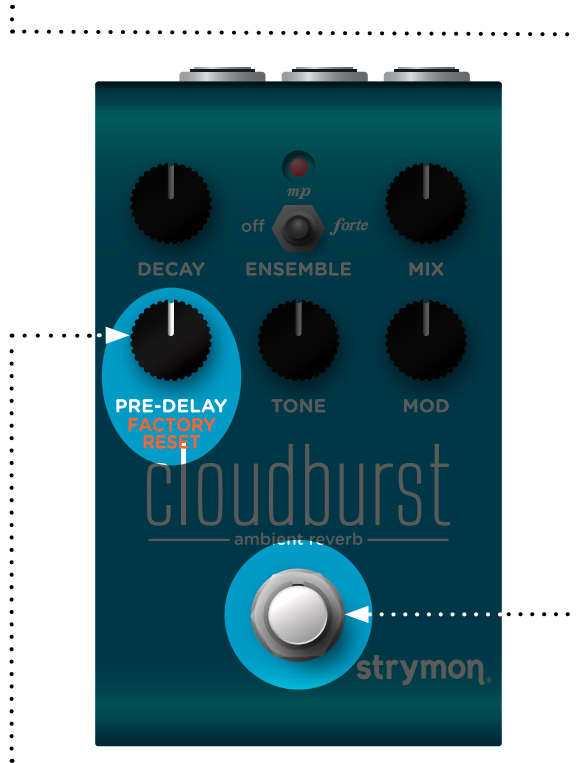 mp
off forte
DECAY ENSEMBLE MIX
PRE-DELAY TONE MOD
FACTORY
RESET
cloudburst
ambient reverb
strymon®